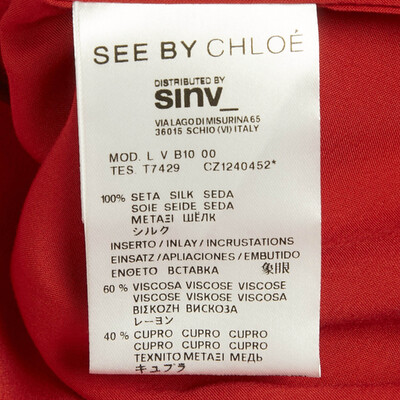 SEE BY CHLOÉ
DISTRIBUTED BY
sinv_
VIA LAGO DI MISURINA 65
36015 SCHIO (VI) ITALY
MOD. L V B10 00
TES. T7429 CZ1240452*
100% SETA SILK SEDA
SOIE SEIDE SEDA
ΜΕΤΑΞΙ ШЁЛК
シルク
INSERTO / INLAY / INCRUSTATIONS
EINSATZ / APLIACIONES / EMBUTIDO
ΕΝΘΕΤΟ ВСТАВКА 象眼
60 % VISCOSA VISCOSE VISCOSE
VISCOSE VISKOSE VISCOSE
ΒΙΣΚΟΖΗ ВИСКОЗА
レーヨン
40 % CUPRO CUPRO CUPRO
CUPRO CUPRO CUPRO
ΤΕΧΝΙΤΟ ΜΕΤΑΞΙ МЕДЬ
キュプラ